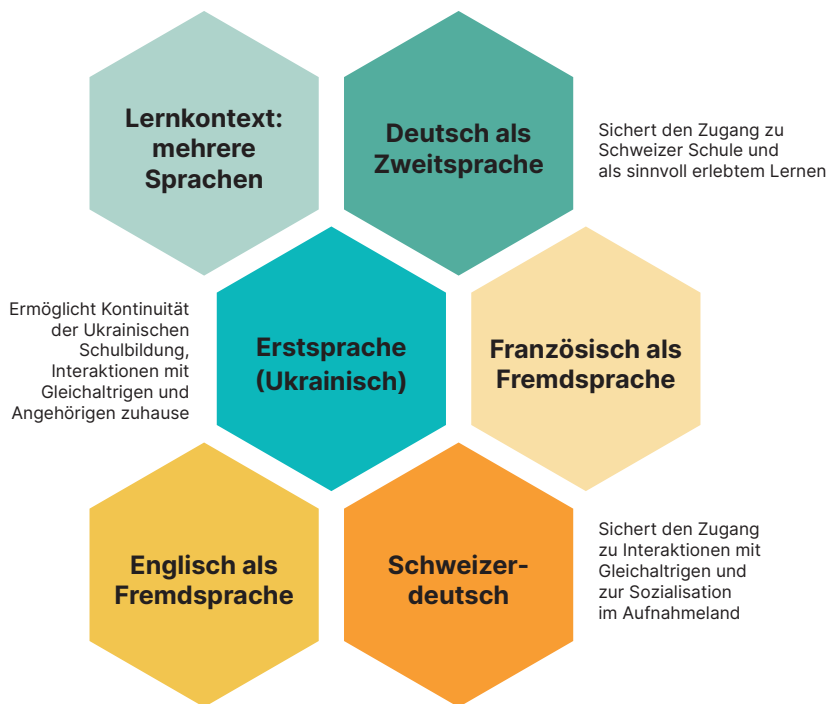 Lernkontext:
mehrere
Sprachen
Deutsch als
Zweitsprache
Sichert den Zugang zu
Schweizer Schule und
als sinnvoll erlebtem Lernen
Ermöglicht Kontinuität
der Ukrainischen
Schulbildung,
Interaktionen mit
Gleichaltrigen und
Angehörigen zuhause
Erstsprache
(Ukrainisch)
Französisch als
Fremdsprache
Englisch als
Fremdsprache
Schweizer-
deutsch
Sichert den Zugang
zu Interaktionen mit
Gleichaltrigen und
zur Sozialisation
im Aufnahmeland